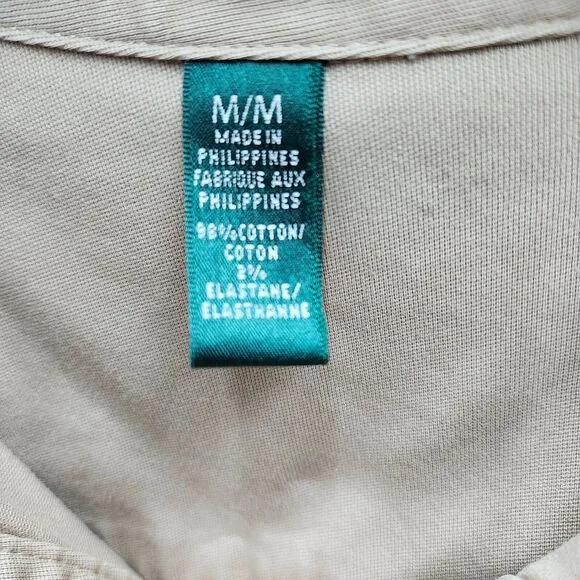 M/M
MADE IN
PHILIPPINES
FABRIQUE AUX
PHILIPPINES
98%COTTON/
COTON
2%
ELASTANE/
ELASTHANNE